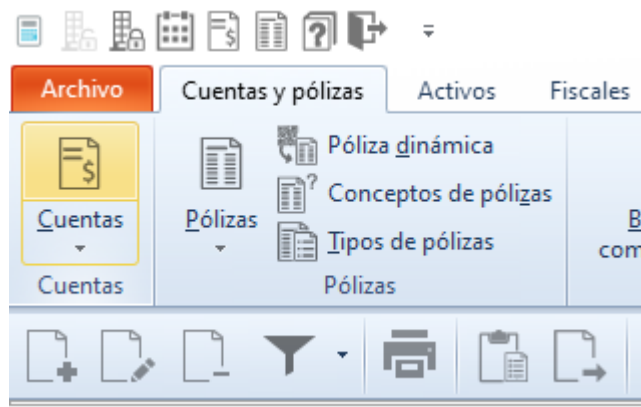 Archivo Cuentas y pólizas Activos Fiscales
Póliza dinámica
Conceptos de pólizas
Cuentas Pólizas Tipos de pólizas
Cuentas Pólizas